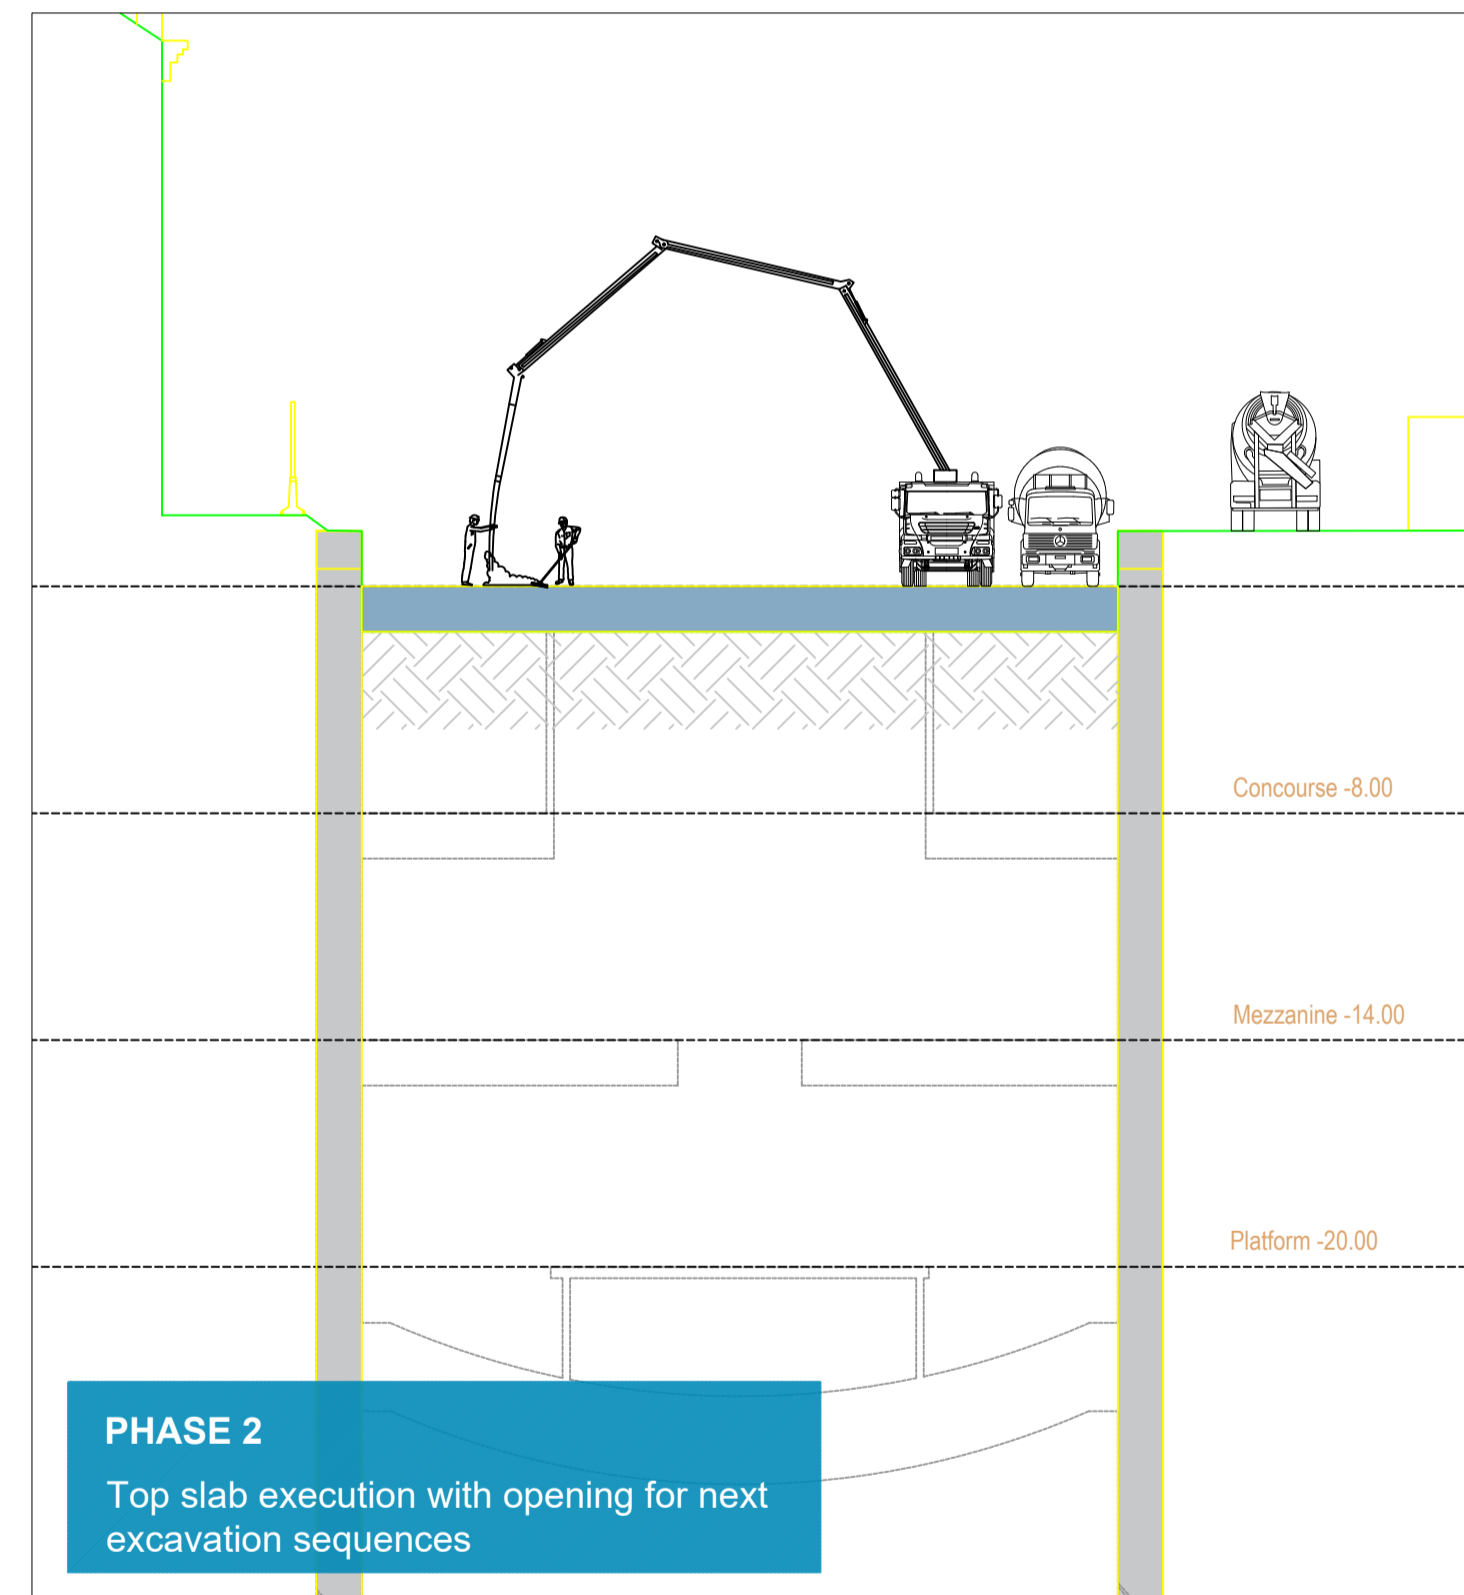 Concourse -8.00
Mezzanine -14.00
Platform -20.00
PHASE 2
Top slab execution with opening for next
excavation sequences